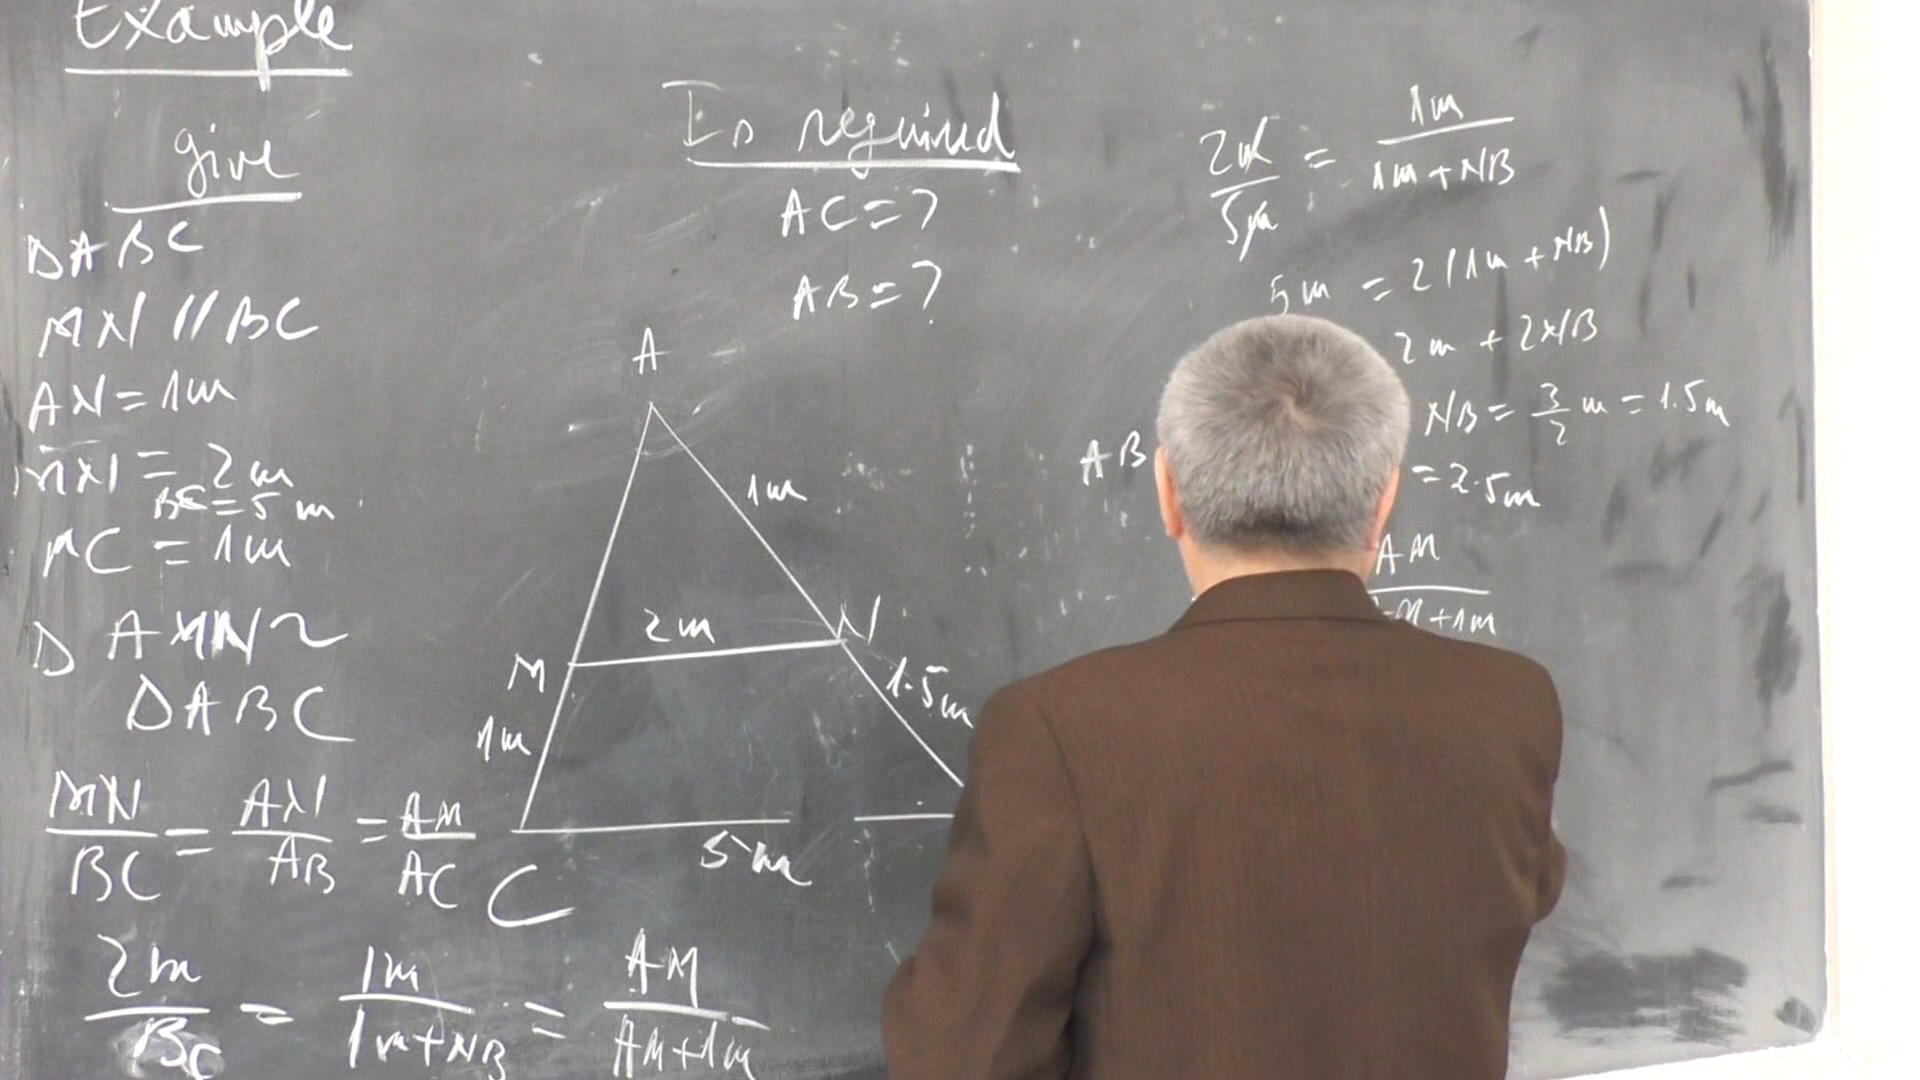 Example
give
ΔABC
MN // BC
AN = 1m
MN = 2m
BC = 5m
MC = 1m
Δ AMN ~
ΔABC
MN/BC = AN/AB = AM/AC
2m/BC = 1m/1m+NB = AM/AM+1m
Is required
AC = ?
AB = ?
A
1m
2m
N
M
1.5m
1m
5m
C
2m/5m = 1m/1m+NB
5m = 2(1m + NB)
2m + 2NB
NB = 3/2 m = 1.5m
AB
= 2.5m
AM
+1m